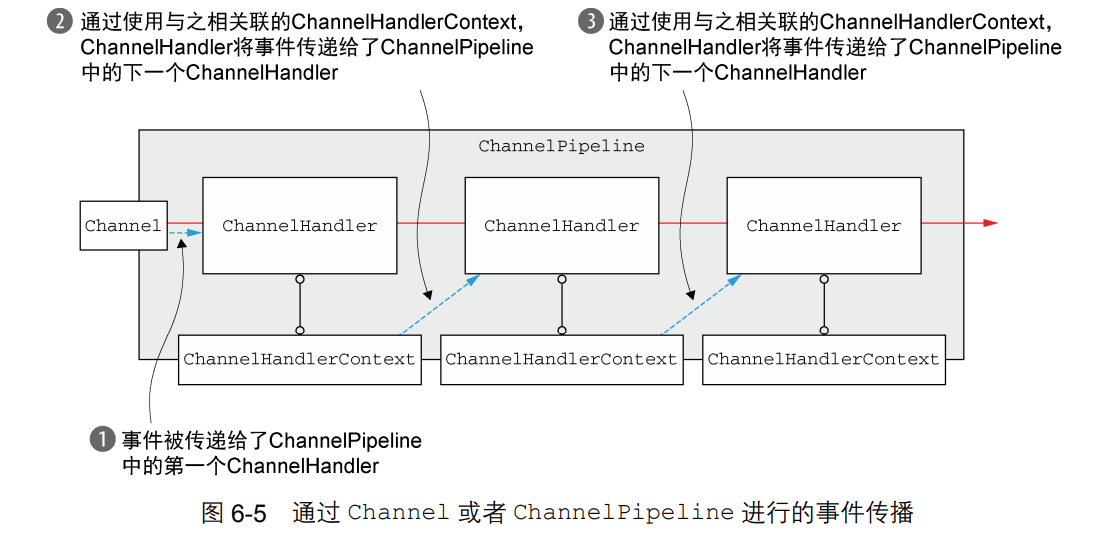 2 通过使用与之相关联的ChannelHandlerContext,
ChannelHandler将事件传递给了ChannelPipeline
中的下一个ChannelHandler
3 通过使用与之相关联的ChannelHandlerContext,
ChannelHandler将事件传递给了ChannelPipeline
中的下一个ChannelHandler
ChannelPipeline
Channel
ChannelHandler
ChannelHandler
ChannelHandler
ChannelHandlerContext
ChannelHandlerContext
ChannelHandlerContext
1 事件被传递给了ChannelPipeline
中的第一个ChannelHandler
图 6-5 通过 Channel 或者 ChannelPipeline 进行的事件传播